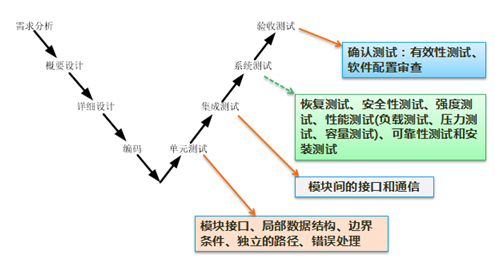 需求分析
概要设计
详细设计
编码
单元测试
集成测试
系统测试
验收测试
确认测试：有效性测试、
软件配置审查
恢复测试、安全性测试、强度测
试、性能测试(负载测试、压力测
试、容量测试)、可靠性测试和安
装测试
模块间的接口和通信
模块接口、局部数据结构、边界
条件、独立的路径、错误处理